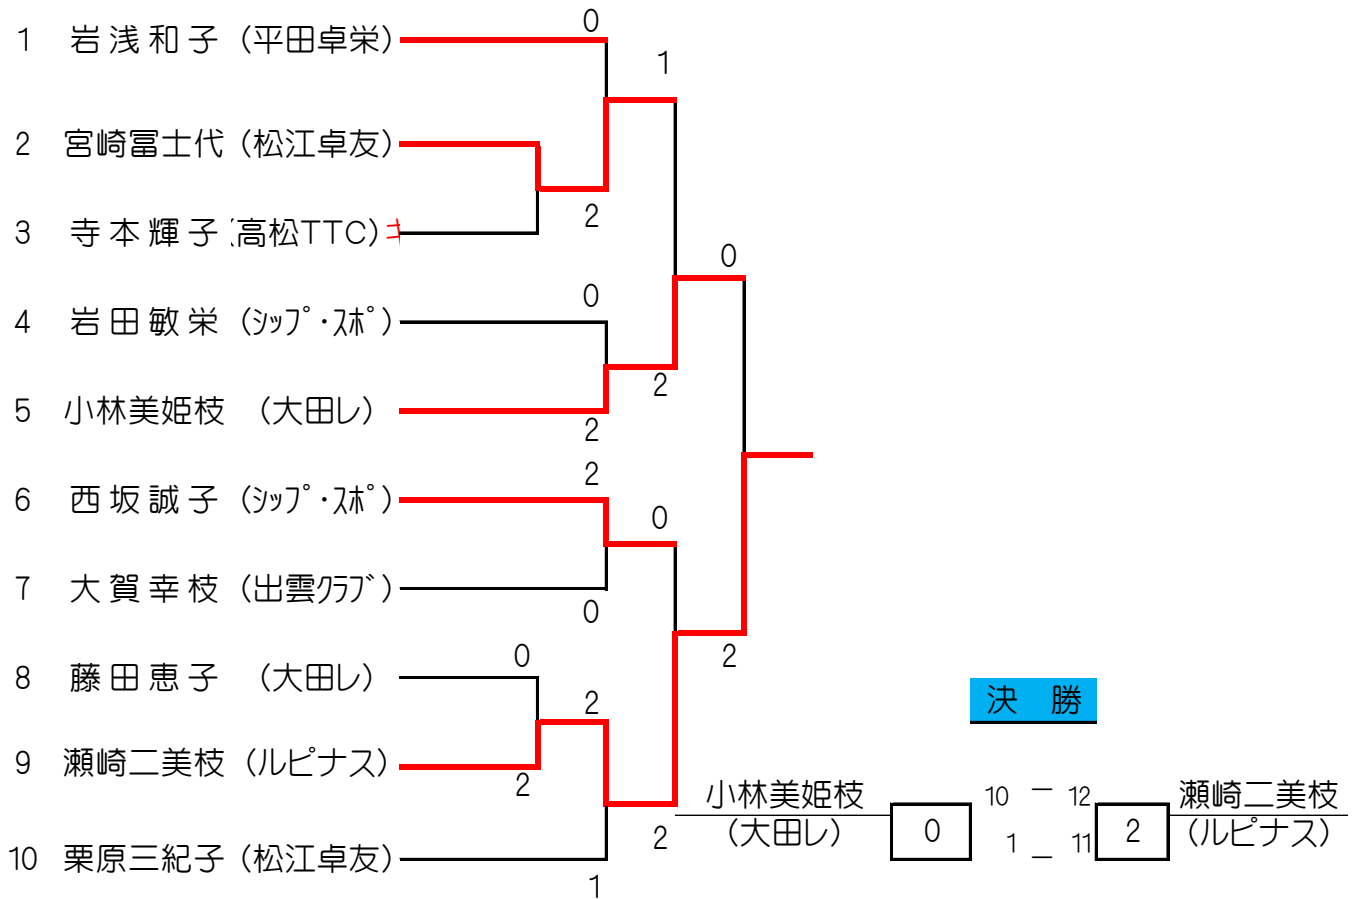 0
1 岩浅和子 (平田卓栄)
1
2 宮崎冨士代 (松江卓友)
2
3 寺本輝子 (高松TTC)
0
0
4 岩田敏栄 (ｼｯﾌﾟ・ｽﾎﾟ)
2
5 小林美姫枝 (大田レ)
2
2
6 西坂誠子 (ｼｯﾌﾟ・ｽﾎﾟ)
0
7 大賀幸枝 (出雲ｸﾗﾌﾞ)
0
0
2
8 藤田恵子 (大田レ)
2
決 勝
9 瀬崎二美枝 (ルピナス)
2
小林美姫枝 10 － 12 瀬崎二美枝
(大田レ) 0 1 － 11 2 (ルピナス)
2
10 栗原三紀子 (松江卓友)
1